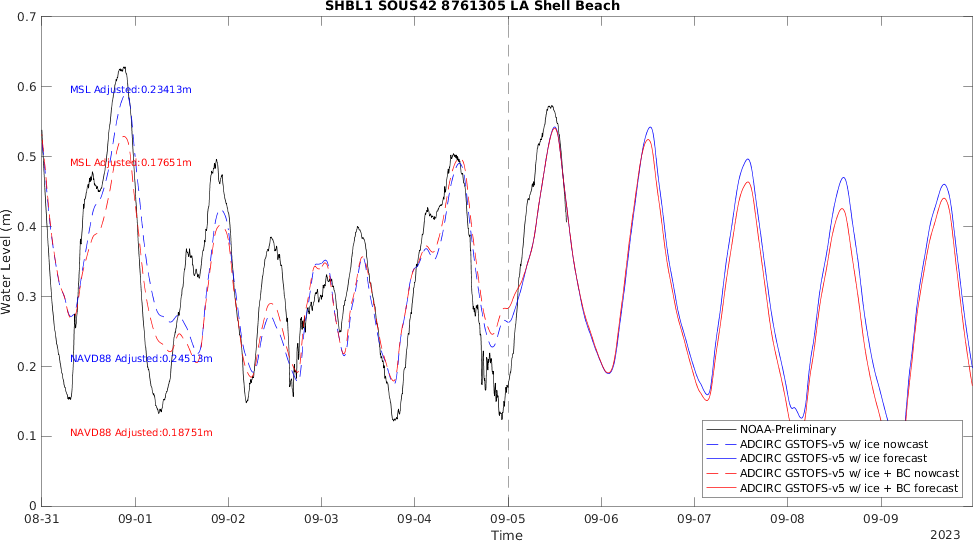 SHBL1 SOUS42 8761305 LA Shell Beach
0.7
0.6
0.5
0.4
0.3
0.2
0.1
0
Water Level (m)
MSL Adjusted:0.23413m
MSL Adjusted:0.17651m
NAVD88 Adjusted:0.24513m
NAVD88 Adjusted:0.18751m
NOAA-Preliminary
ADCIRC GSTOFS-v5 w/ ice nowcast
ADCIRC GSTOFS-v5 w/ ice forecast
ADCIRC GSTOFS-v5 w/ ice + BC nowcast
ADCIRC GSTOFS-v5 w/ ice + BC forecast
08-31 09-01 09-02 09-03 09-04 09-05 09-06 09-07 09-08 09-09
Time
2023